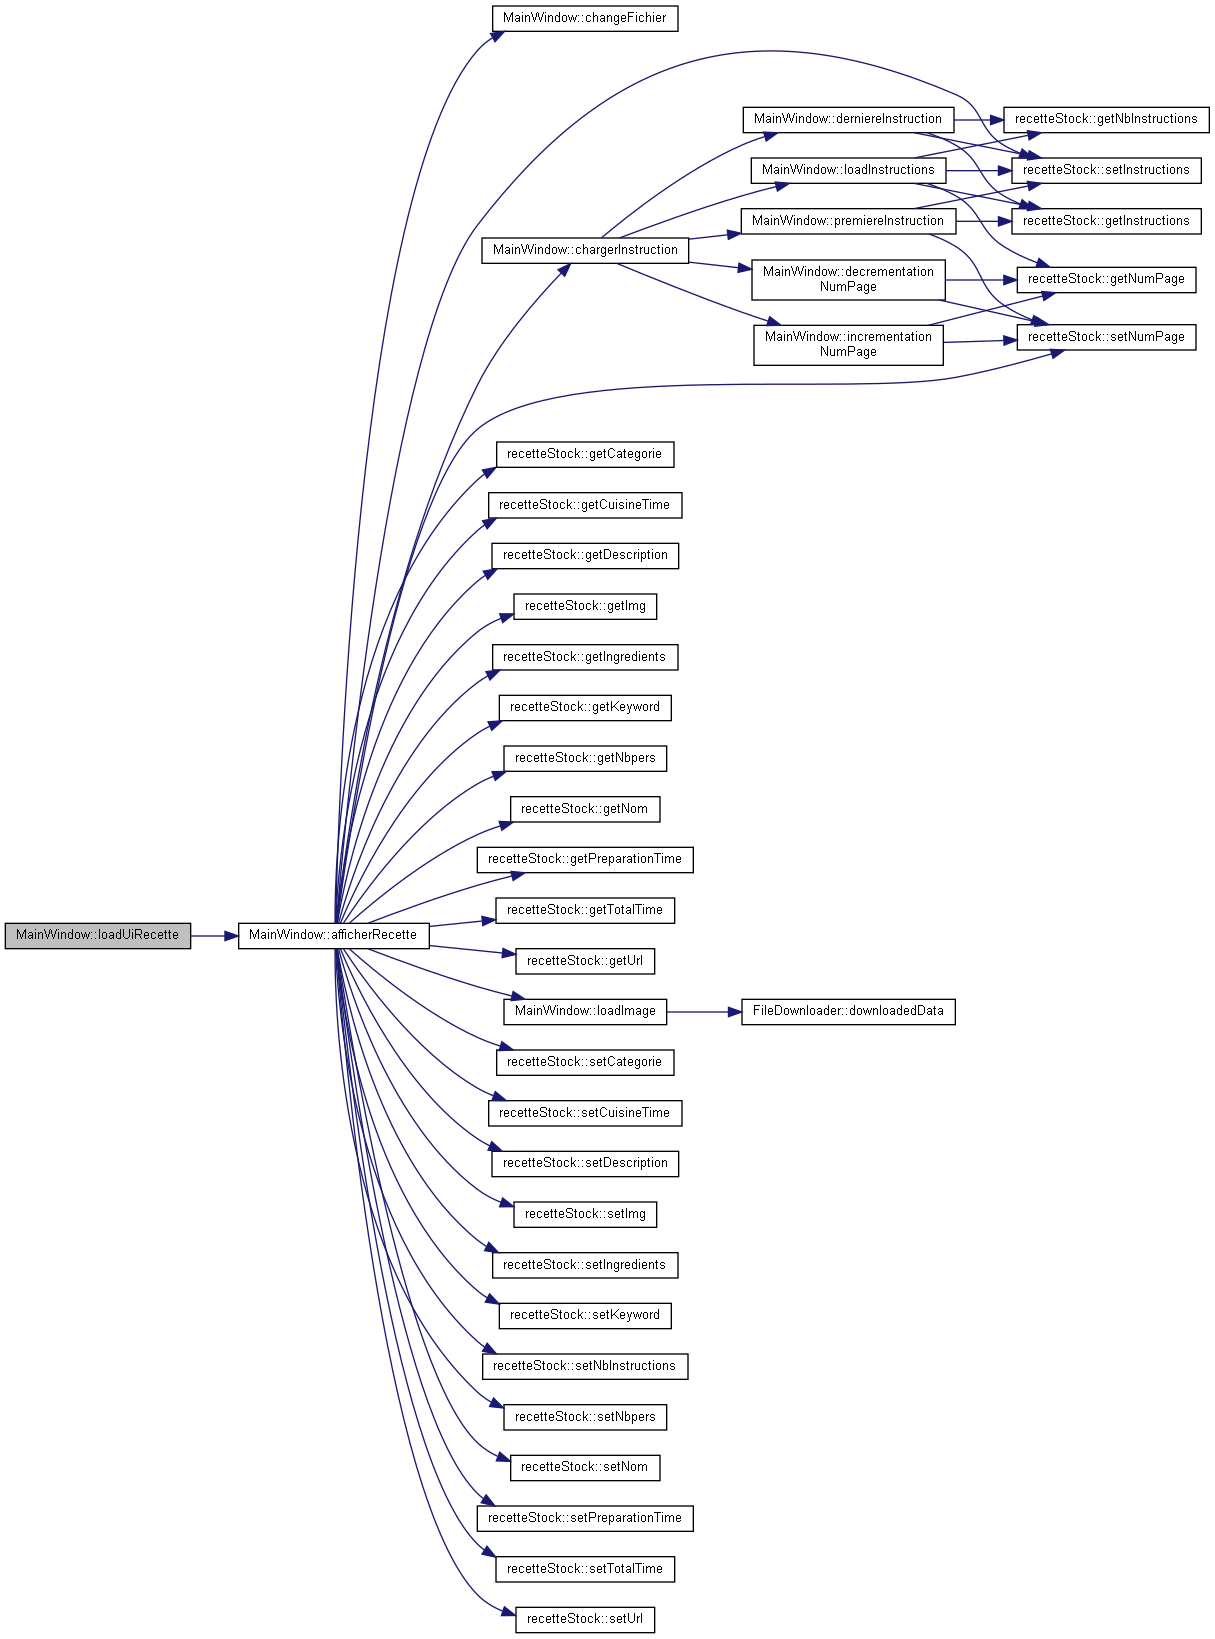 MainWindow::changeFichier
MainWindow::derniereInstruction
recetteStock::getNbInstructions
MainWindow::loadInstructions
recetteStock::setInstructions
MainWindow::premiereInstruction
recetteStock::getInstructions
MainWindow::chargerInstruction
MainWindow::decrementation
NumPage
recetteStock::getNumPage
MainWindow::incrementation
NumPage
recetteStock::setNumPage
recetteStock::getCategorie
recetteStock::getCuisineTime
recetteStock::getDescription
recetteStock::getImg
recetteStock::getIngredients
recetteStock::getKeyword
recetteStock::getNbpers
recetteStock::getNom
recetteStock::getPreparationTime
recetteStock::getTotalTime
MainWindow::loadUiRecette
MainWindow::afficherRecette
recetteStock::getUrl
MainWindow::loadImage
FileDownloader::downloadedData
recetteStock::setCategorie
recetteStock::setCuisineTime
recetteStock::setDescription
recetteStock::setImg
recetteStock::setIngredients
recetteStock::setKeyword
recetteStock::setNbInstructions
recetteStock::setNbpers
recetteStock::setNom
recetteStock::setPreparationTime
recetteStock::setTotalTime
recetteStock::setUrl